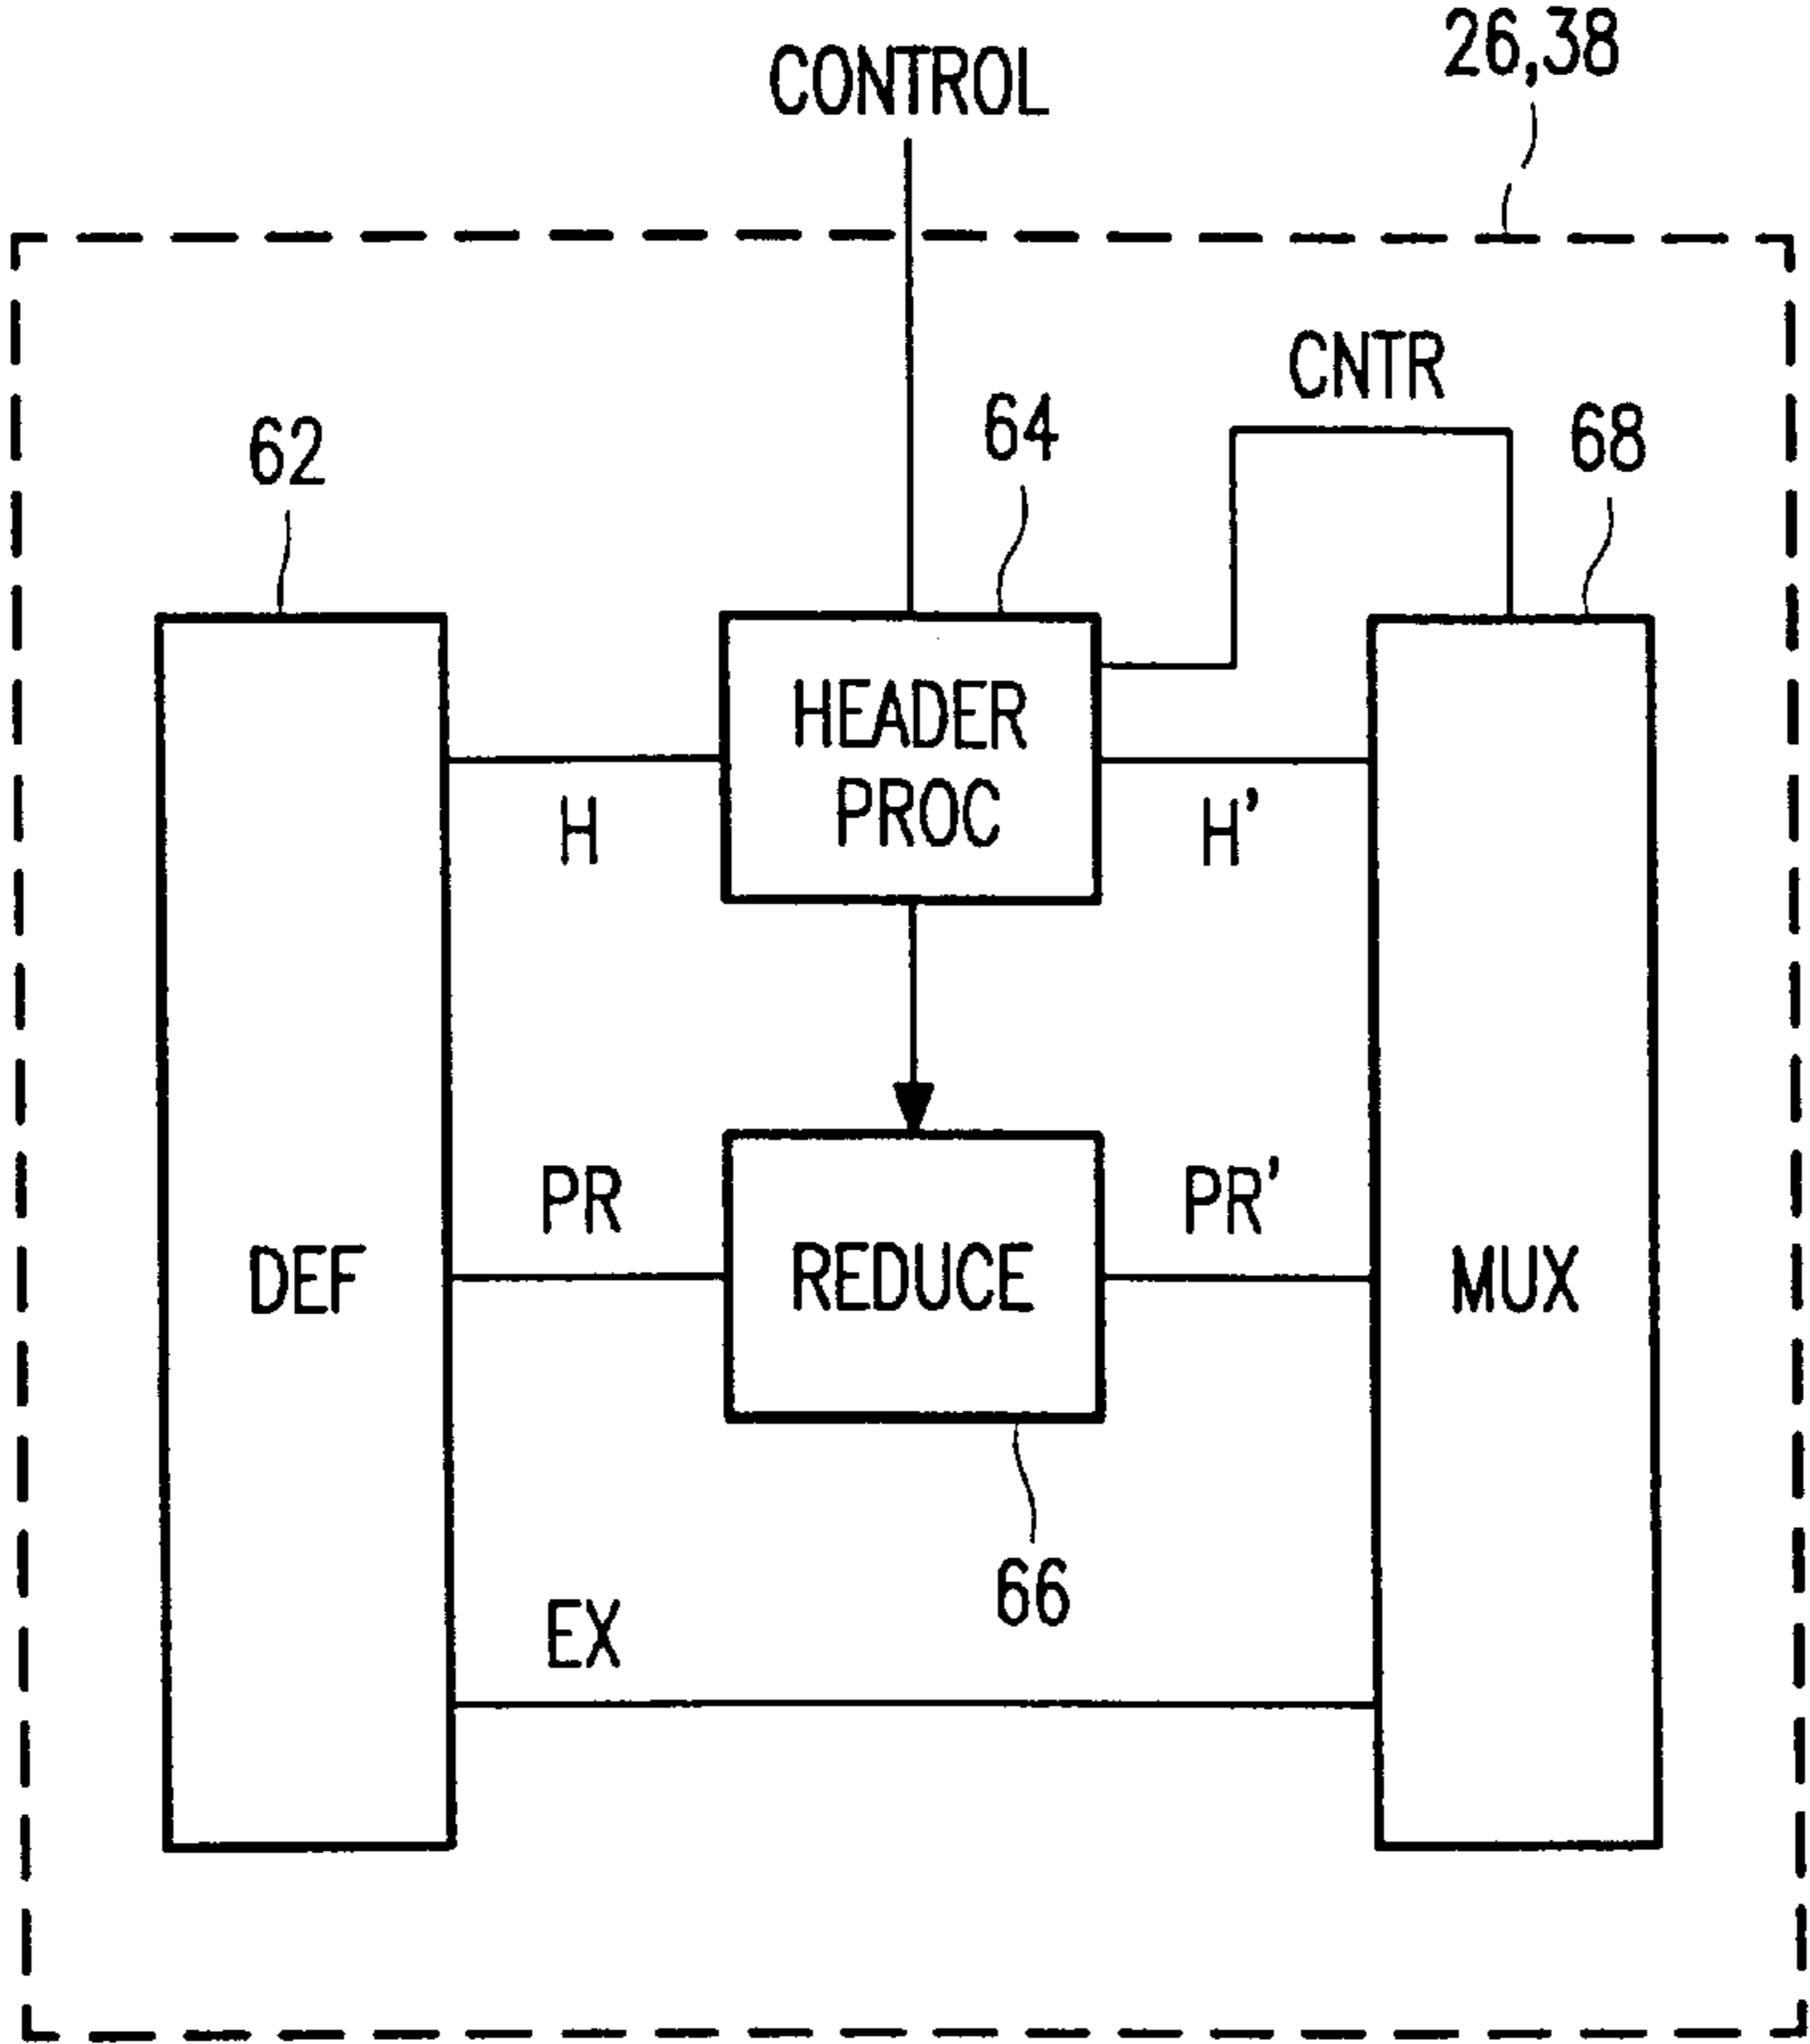 26,38
CONTROL
CNTR
62
64
68
HEADER
PROC
H
H'
PR
PR'
DEF
REDUCE
MUX
66
EX